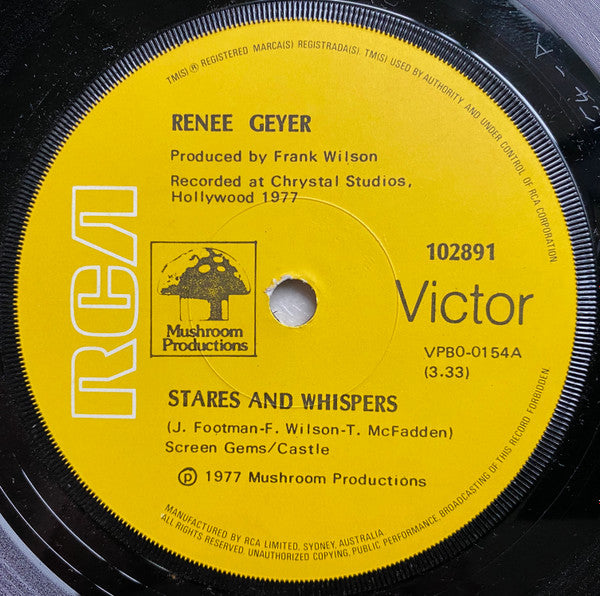 TM(S) ® REGISTERED MARCA(S) REGISTRADA(S). TM(S) USED BY AUTHORITY AND UNDER CONTROL OF RCA CORPORATION
RENEE GEYER
Produced by Frank Wilson
Recorded at Chrystal Studios,
Hollywood 1977
RCA
Mushroom
Productions
102891
Victor
VPBO-0154A
(3.33)
STARES AND WHISPERS
(J. Footman-F. Wilson-T. McFadden)
Screen Gems/Castle
℗ 1977 Mushroom Productions
MANUFACTURED BY RCA LIMITED, SYDNEY, AUSTRALIA
ALL RIGHTS RESERVED. UNAUTHORIZED COPYING, PUBLIC PERFORMANCE, BROADCASTING OF THIS RECORD FORBIDDEN